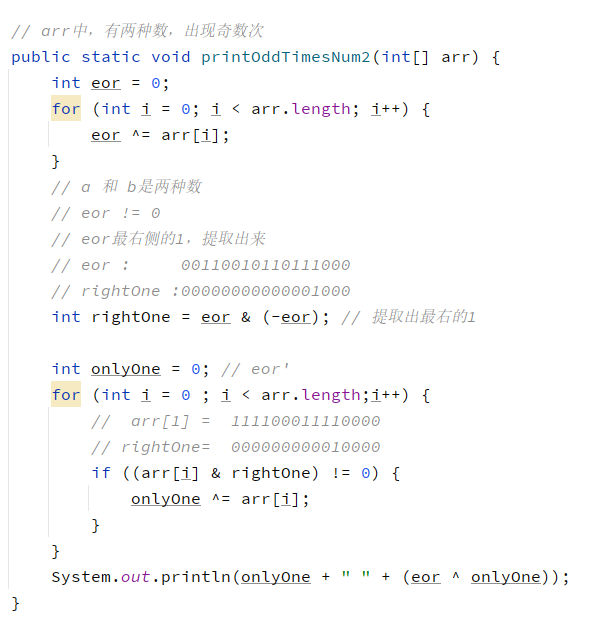 // arr中，有两种数，出现奇数次
public static void printOddTimesNum2(int[] arr) {
    int eor = 0;
    for (int i = 0; i < arr.length; i++) {
        eor ^= arr[i];
    }
    // a 和 b是两种数
    // eor != 0
    // eor最右侧的1，提取出来
    // eor :     00110010110111000
    // rightOne :00000000000001000
    int rightOne = eor & (-eor); // 提取出最右的1
    int onlyOne = 0; // eor'
    for (int i = 0 ; i < arr.length;i++) {
        //  arr[1] =  111100011110000
        // rightOne=  000000000010000
        if ((arr[i] & rightOne) != 0) {
            onlyOne ^= arr[i];
        }
    }
    System.out.println(onlyOne + " " + (eor ^ onlyOne));
}